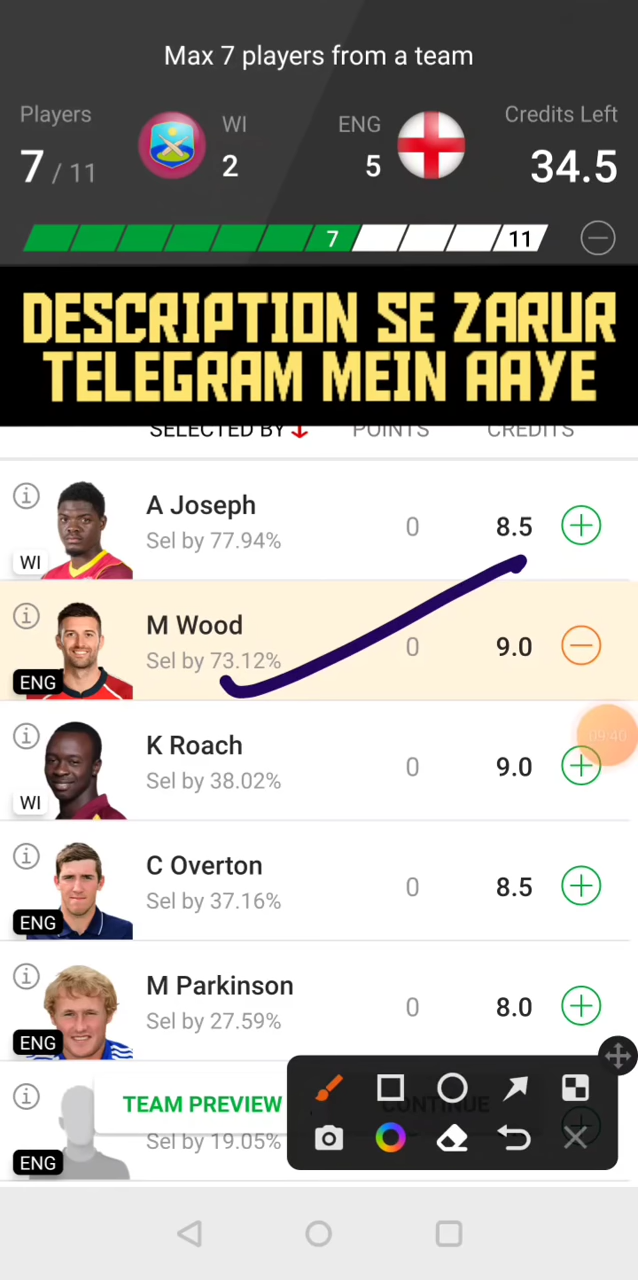 Max 7 players from a team
Players WI ENG Credits Left
7 / 11 2 5 34.5
7 11
DESCRIPTION SE ZARUR
TELEGRAM MEIN AAYE
SELECTED BY POINTS CREDITS
A Joseph
Sel by 77.94% 0 8.5
WI
M Wood
Sel by 73.12% 0 9.0
ENG
09:40
K Roach
Sel by 38.02% 0 9.0
WI
C Overton
Sel by 37.16% 0 8.5
ENG
M Parkinson
Sel by 27.59% 0 8.0
ENG
TEAM PREVIEW CONTINUE
Sel by 19.05%
ENG